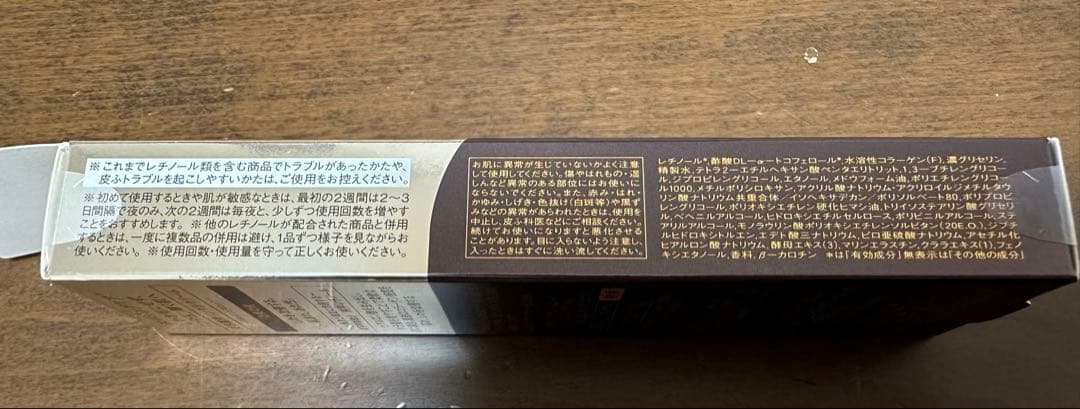 ※これまでレチノール類を含む商品でトラブルがあったかたや、
皮ふトラブルを起こしやすいかたは、ご使用をお控えください。
※初めて使用するときや肌が敏感なときは、最初の2週間は2〜3
日間隔で夜のみ、次の2週間は毎夜と、少しずつ使用回数を増やす
ことをおすすめします。※他のレチノールが配合された商品と併用
するときは、一度に複数品の併用は避け、1品ずつ様子を見ながらお
使いください。※使用回数・使用量を守って正しくお使いください。
お肌に異常が生じていないかよく注意
して使用してください。傷やはれもの・湿
しんなど異常のある部位にはお使いに
ならないでください。また、赤み・はれ・
かゆみ・しげき・色抜け(白斑等)や黒ず
みなどの異常があらわれたときは、使用を
中止し、皮ふ科医などにご相談ください。
続けてお使いになりますと悪化させる
ことがあります。目に入らないよう注意し、
入ったときはすぐに洗い流してください。
レチノール*,酢酸DL−α−トコフェロール*,水溶性コラーゲン(F),濃グリセリン,
精製水,テトラ2−エチルヘキサン酸ペンタエリトリット,1,3−ブチレングリコー
ル,ジプロピレングリコール,エタノール,メドウフォーム油,ポリエチレングリコ
ール1000,メチルポリシロキサン,アクリル酸ナトリウム・アクリロイルジメチルタ
ウリン酸ナトリウム共重合体/イソヘキサデカン/ポリソルベート80,ポリプロピ
レングリコール,ポリオキシエチレン硬化ヒマシ油,トリイソステアリン酸グリセリ
ル,ベヘニルアルコール,ヒドロキシエチルセルロース,ポリビニルアルコール,ステ
アリルアルコール,モノラウリン酸ポリオキシエチレンソルビタン(20E.O.),ジブチ
ルヒドロキシトルエン,エデト酸三ナトリウム,ピロ亜硫酸ナトリウム,アセチル化
ヒアルロン酸ナトリウム,酵母エキス(3),マリンエラスチン,クララエキス(1),フェノ
キシエタノール,香料,β−カロチン *は「有効成分」無表示は「その他の成分」